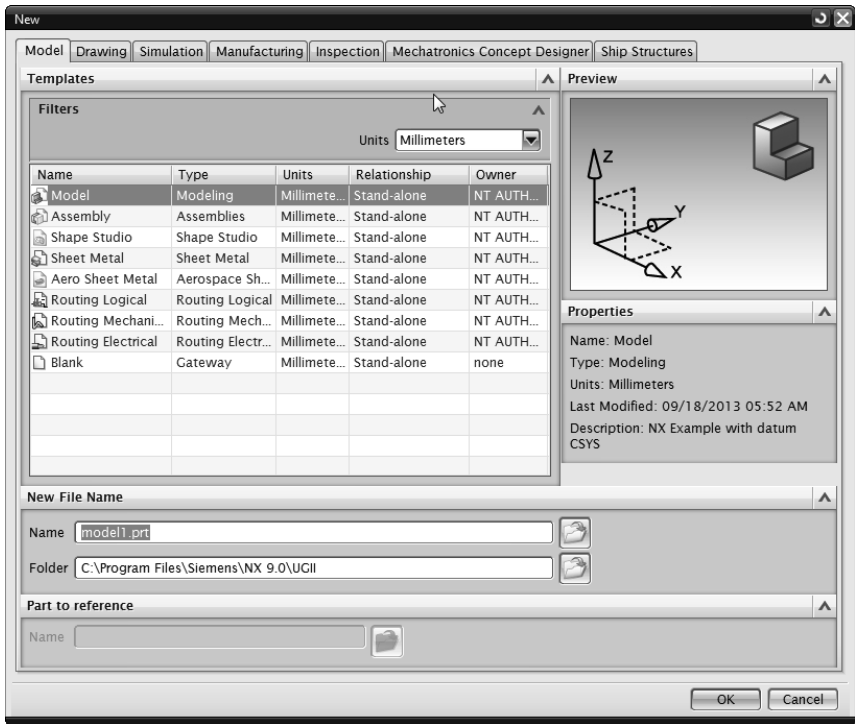 New
Model Drawing Simulation Manufacturing Inspection Mechatronics Concept Designer Ship Structures
Templates
Filters
Units Millimeters
Name Type Units Relationship Owner
Model Modeling Millimete... Stand-alone NT AUTH...
Assembly Assemblies Millimete... Stand-alone NT AUTH...
Shape Studio Shape Studio Millimete... Stand-alone NT AUTH...
Sheet Metal Sheet Metal Millimete... Stand-alone NT AUTH...
Aero Sheet Metal Aerospace Sh... Millimete... Stand-alone NT AUTH...
Routing Logical Routing Logical Millimete... Stand-alone NT AUTH...
Routing Mechani... Routing Mech... Millimete... Stand-alone NT AUTH...
Routing Electrical Routing Electr... Millimete... Stand-alone NT AUTH...
Blank Gateway Millimete... Stand-alone none
Preview
Z
Y
X
Properties
Name: Model
Type: Modeling
Units: Millimeters
Last Modified: 09/18/2013 05:52 AM
Description: NX Example with datum
CSYS
New File Name
Name model1.prt
Folder C:\Program Files\Siemens\NX 9.0\UGII
Part to reference
Name
OK Cancel